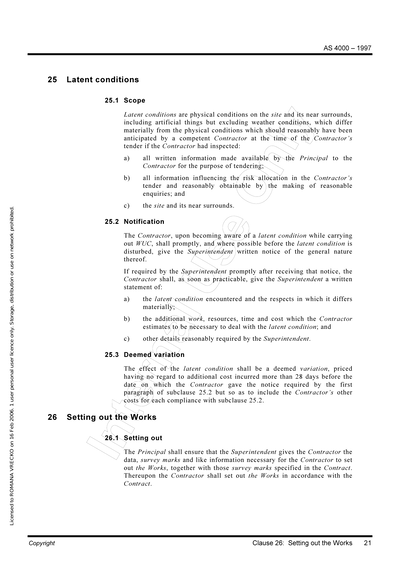 AS 4000 – 1997
25 Latent conditions
25.1 Scope
Latent conditions are physical conditions on the site and its near surrounds,
including artificial things but excluding weather conditions, which differ
materially from the physical conditions which should reasonably have been
anticipated by a competent Contractor at the time of the Contractor's
tender if the Contractor had inspected:
a) all written information made available by the Principal to the
Contractor for the purpose of tendering;
b) all information influencing the risk allocation in the Contractor's
tender and reasonably obtainable by the making of reasonable
enquiries; and
c) the site and its near surrounds.
25.2 Notification
The Contractor, upon becoming aware of a latent condition while carrying
out WUC, shall promptly, and where possible before the latent condition is
disturbed, give the Superintendent written notice of the general nature
thereof.
If required by the Superintendent promptly after receiving that notice, the
Contractor shall, as soon as practicable, give the Superintendent a written
statement of:
a) the latent condition encountered and the respects in which it differs
materially;
b) the additional work, resources, time and cost which the Contractor
estimates to be necessary to deal with the latent condition; and
c) other details reasonably required by the Superintendent.
25.3 Deemed variation
The effect of the latent condition shall be a deemed variation, priced
having no regard to additional cost incurred more than 28 days before the
date on which the Contractor gave the notice required by the first
paragraph of subclause 25.2 but so as to include the Contractor's other
costs for each compliance with subclause 25.2.
26 Setting out the Works
26.1 Setting out
The Principal shall ensure that the Superintendent gives the Contractor the
data, survey marks and like information necessary for the Contractor to set
out the Works, together with those survey marks specified in the Contract.
Thereupon the Contractor shall set out the Works in accordance with the
Contract.
Copyright
Clause 26: Setting out the Works 21
Licensed to ROMANA VRECKO on 16 Feb 2006. 1 user personal user licence only. Storage, distribution or use on network prohibited.